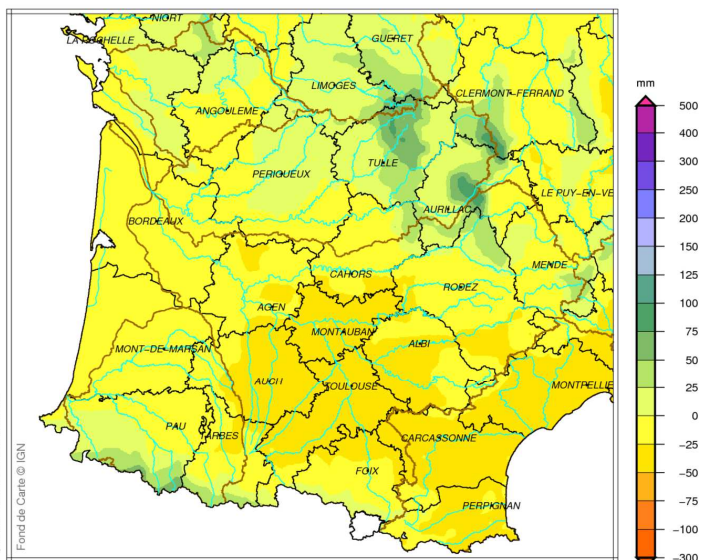 NIORT
LA ROCHELLE
GUERET
LIMOGES
CLERMONT-FERRAND
ANGOULEME
TULLE
PERIGUEUX
LE PUY-EN-VE
AURILLAC
BORDEAUX
MENDE
CAHORS
RODEZ
AGEN
MONTAUBAN
ALBI
MONT-DE-MARSAN
AUCH
TOULOUSE
MONTPELLIE
PAU
TARBES
CARCASSONNE
FOIX
PERPIGNAN
Fond de Carte © IGN
mm
500
400
300
250
200
150
125
100
75
50
25
0
-25
-50
-75
-100
-300